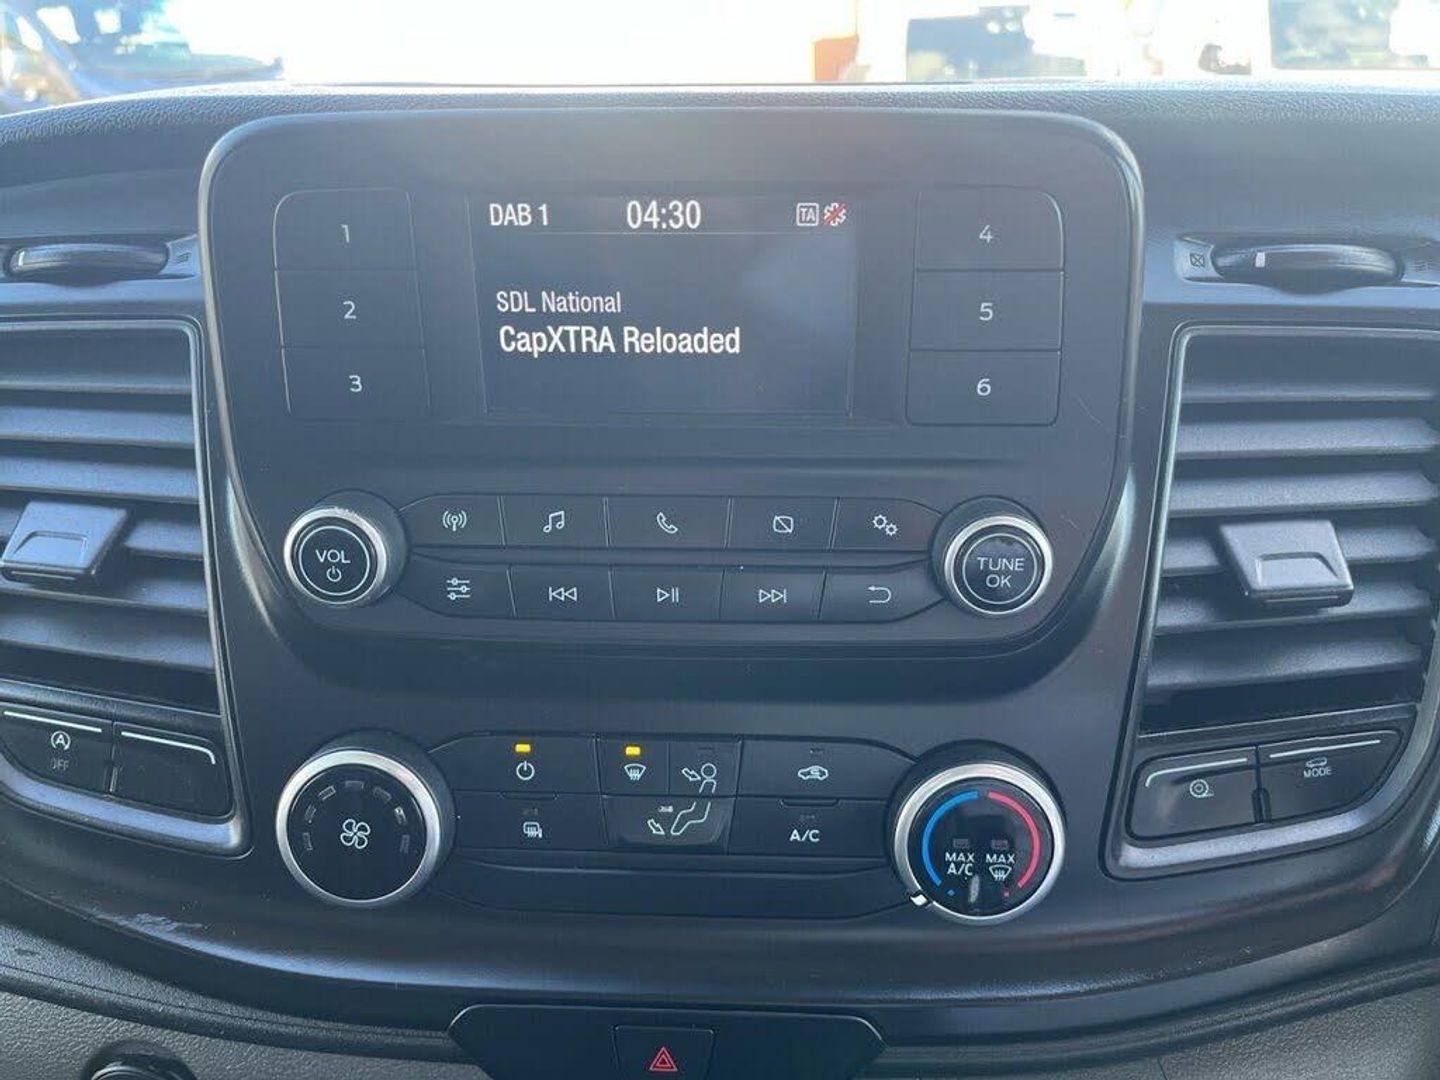 DAB 1 04:30 TA
1
2
3
4
5
6
SDL National
CapXTRA Reloaded
VOL
TUNE
OK
A
OFF
A/C
MAX
A/C
MAX
MODE